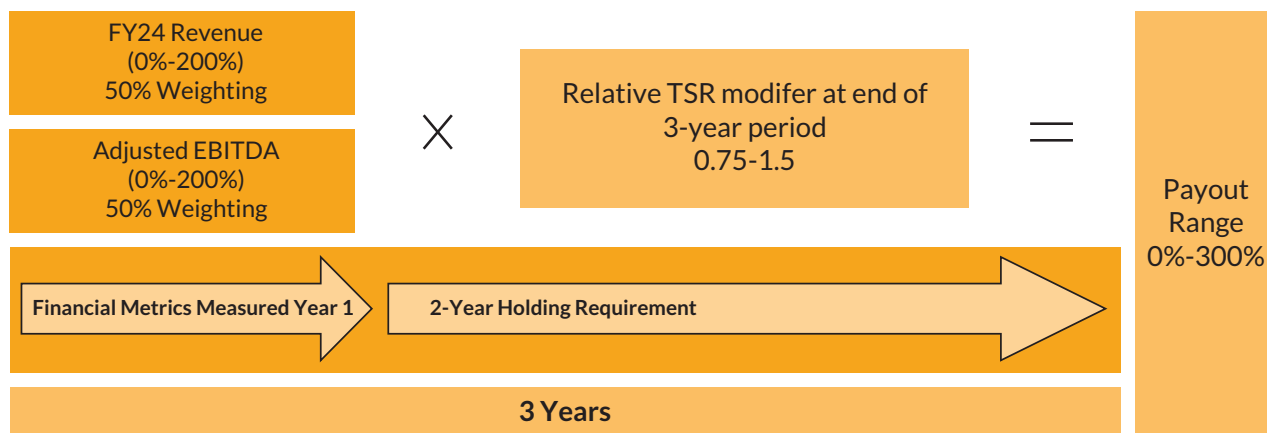 FY24 Revenue
(0%-200%)
50% Weighting
Adjusted EBITDA
(0%-200%)
50% Weighting
×
Relative TSR modifer at end of
3-year period
0.75-1.5
=
Payout
Range
0%-300%
Financial Metrics Measured Year 1
2-Year Holding Requirement
3 Years